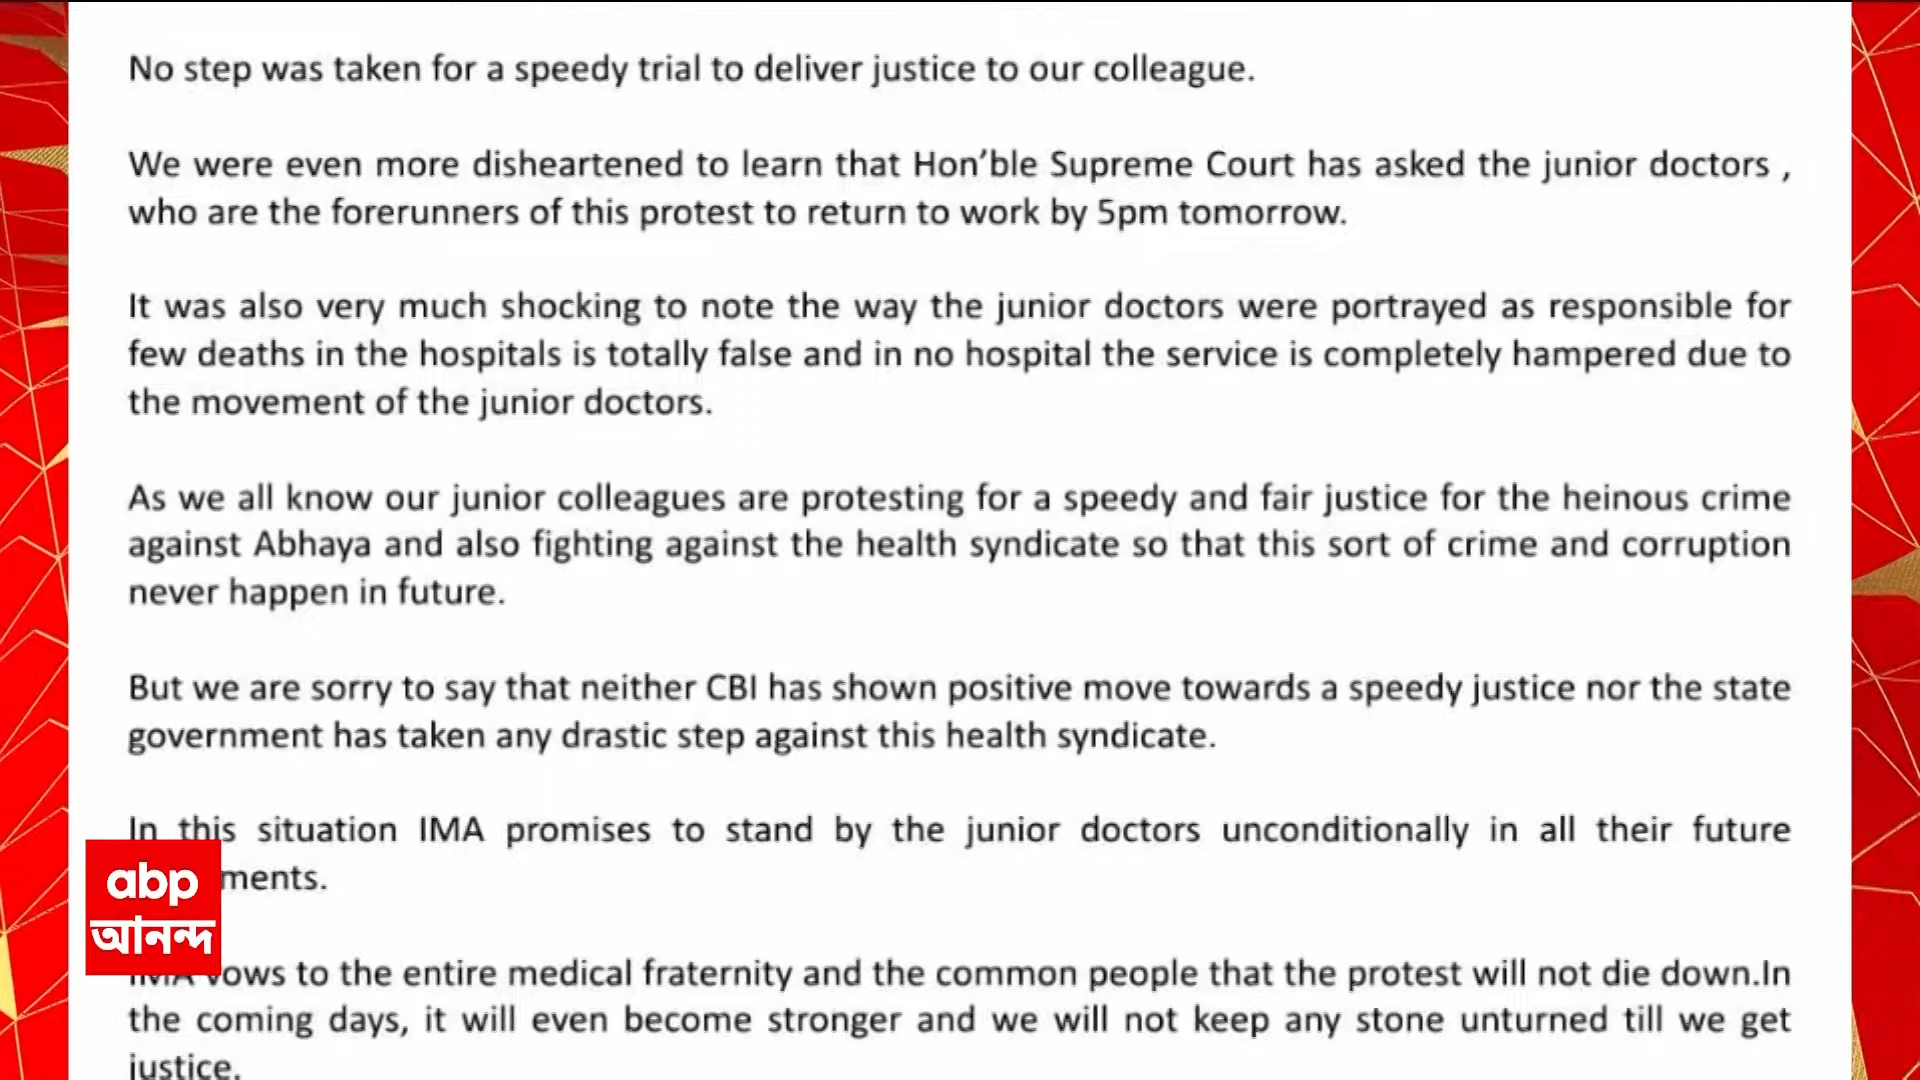 No step was taken for a speedy trial to deliver justice to our colleague.
We were even more disheartened to learn that Hon’ble Supreme Court has asked the junior doctors ,
who are the forerunners of this protest to return to work by 5pm tomorrow.
It was also very much shocking to note the way the junior doctors were portrayed as responsible for
few deaths in the hospitals is totally false and in no hospital the service is completely hampered due to
the movement of the junior doctors.
As we all know our junior colleagues are protesting for a speedy and fair justice for the heinous crime
against Abhaya and also fighting against the health syndicate so that this sort of crime and corruption
never happen in future.
But we are sorry to say that neither CBI has shown positive move towards a speedy justice nor the state
government has taken any drastic step against this health syndicate.
In this situation IMA promises to stand by the junior doctors unconditionally in all their future
ments.
abp
আনন্দ
IMA vows to the entire medical fraternity and the common people that the protest will not die down.In
the coming days, it will even become stronger and we will not keep any stone unturned till we get
justice.